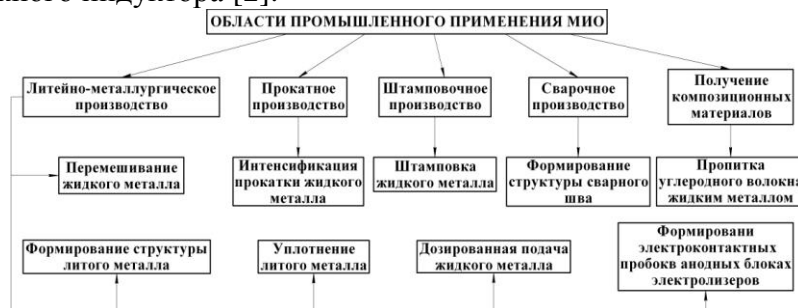 ОБЛАСТИ ПРОМЫШЛЕННОГО ПРИМЕНЕНИЯ МИО
Литейно-металлургическое
производство
Прокатное
производство
Штамповочное
производство
Сварочное
производство
Получение
композиционных
материалов
Перемешивание
жидкого металла
Интенсификация
прокатки жидкого
металла
Штамповка
жидкого металла
Формирование
структуры сварного
шва
Пропитка
углеродного волокна
жидким металлом
Формирование структуры
литого металла
Уплотнение
литого металла
Дозированная подача
жидкого металла
Формировани
электроконтактных
пробокв анодных блоках
электролизеров